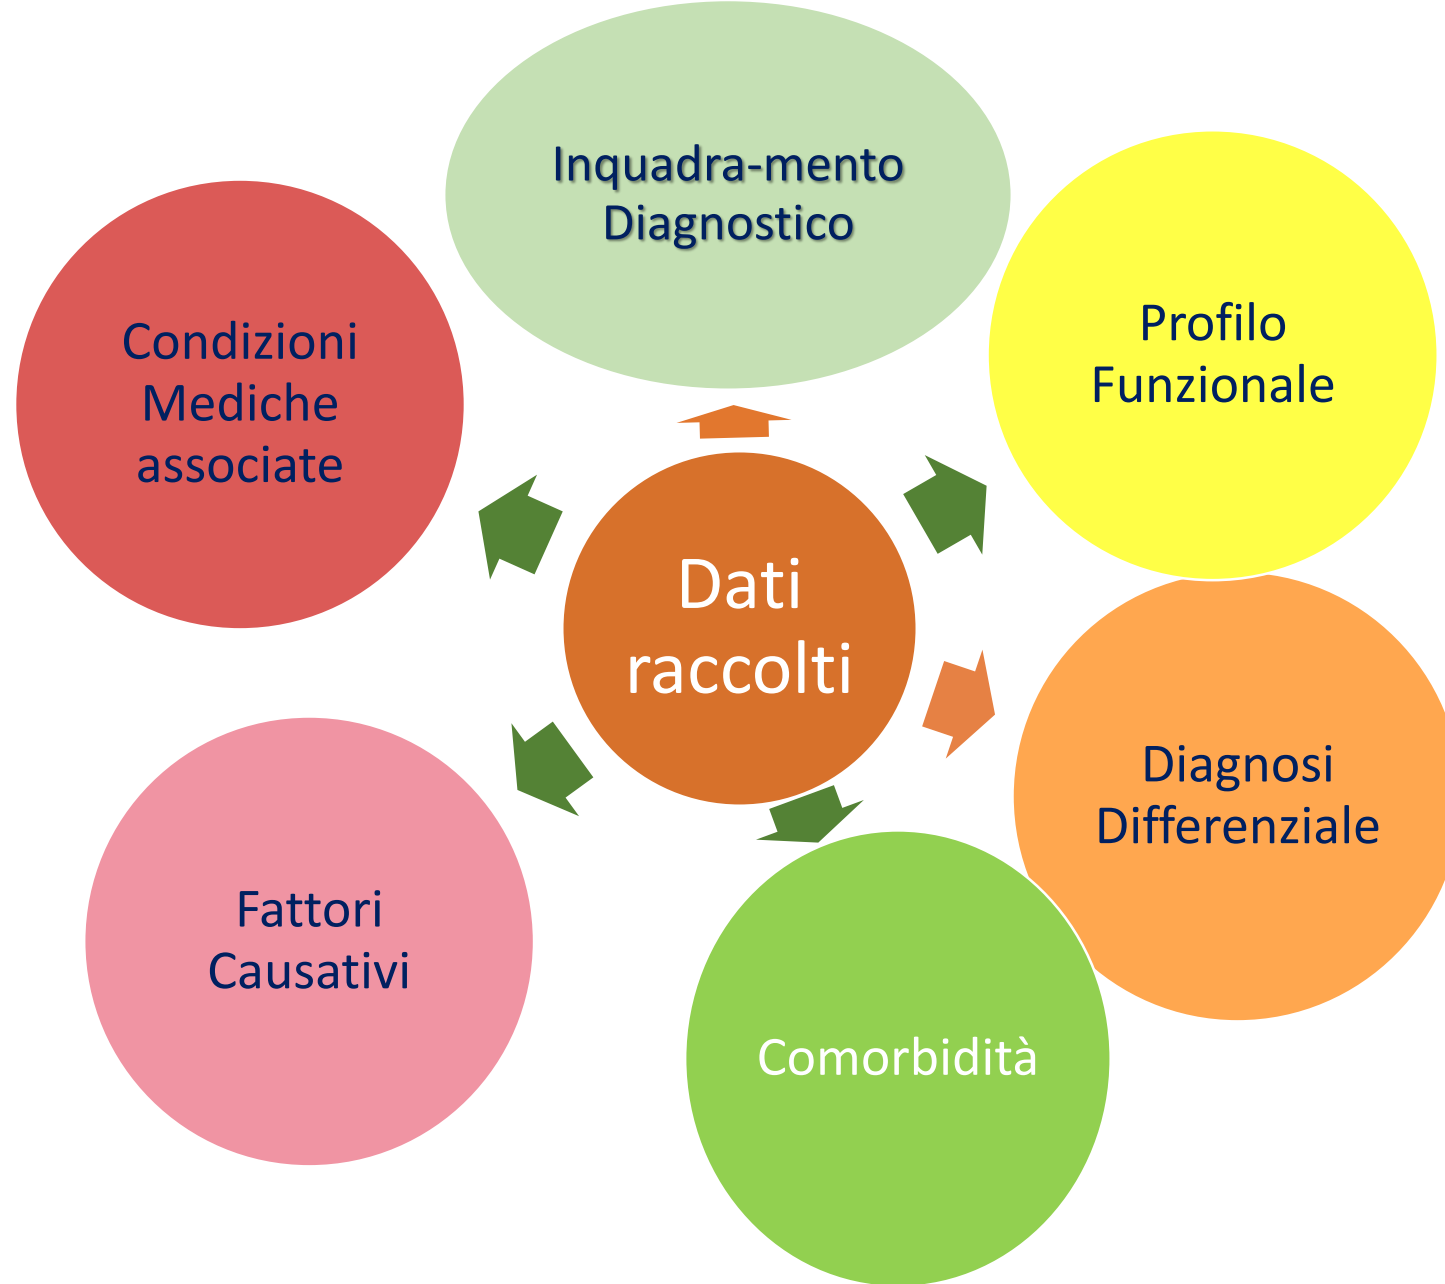 Inquadra-mento
Diagnostico
Profilo
Funzionale
Condizioni
Mediche
associate
Dati
raccolti
Diagnosi
Differenziale
Fattori
Causativi
Comorbidità